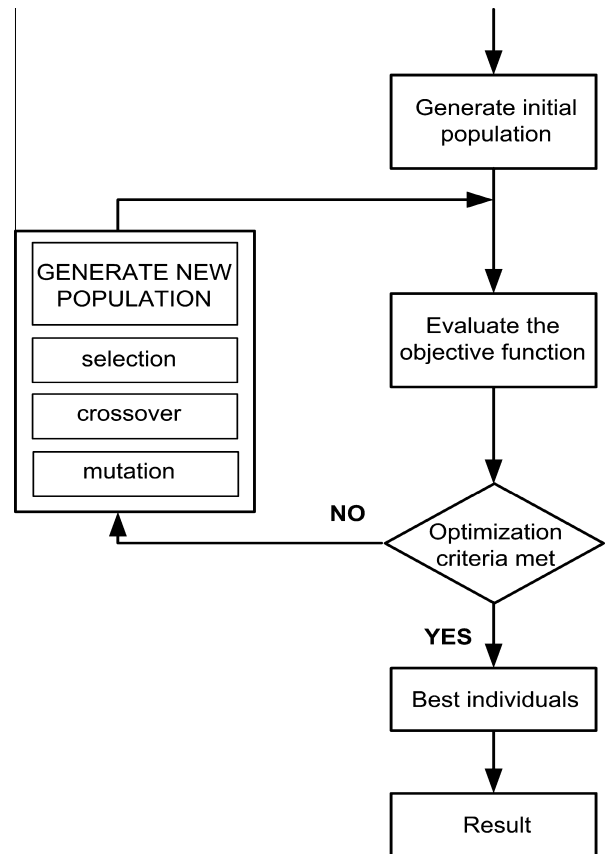 Generate initial
population
GENERATE NEW
POPULATION
selection
crossover
mutation
Evaluate the
objective function
NO
Optimization
criteria met
YES
Best individuals
Result